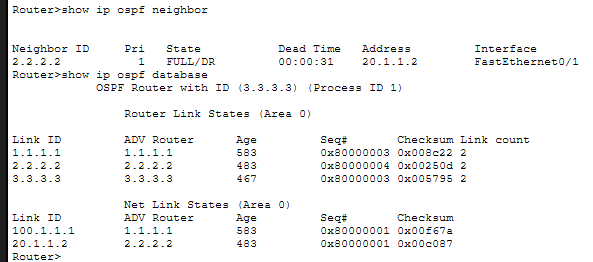 Router>show ip ospf neighbor
Neighbor ID     Pri   State           Dead Time   Address         Interface
2.2.2.2           1   FULL/DR         00:00:31    20.1.1.2        FastEthernet0/1
Router>show ip ospf database
            OSPF Router with ID (3.3.3.3) (Process ID 1)
                Router Link States (Area 0)
Link ID         ADV Router      Age         Seq#       Checksum Link count
1.1.1.1         1.1.1.1         583         0x80000003 0x008c22 2
2.2.2.2         2.2.2.2         483         0x80000004 0x00250d 2
3.3.3.3         3.3.3.3         467         0x80000003 0x005795 2
                Net Link States (Area 0)
Link ID         ADV Router      Age         Seq#       Checksum
100.1.1.1       1.1.1.1         583         0x80000001 0x00f67a
20.1.1.2        2.2.2.2         483         0x80000001 0x00c087
Router>